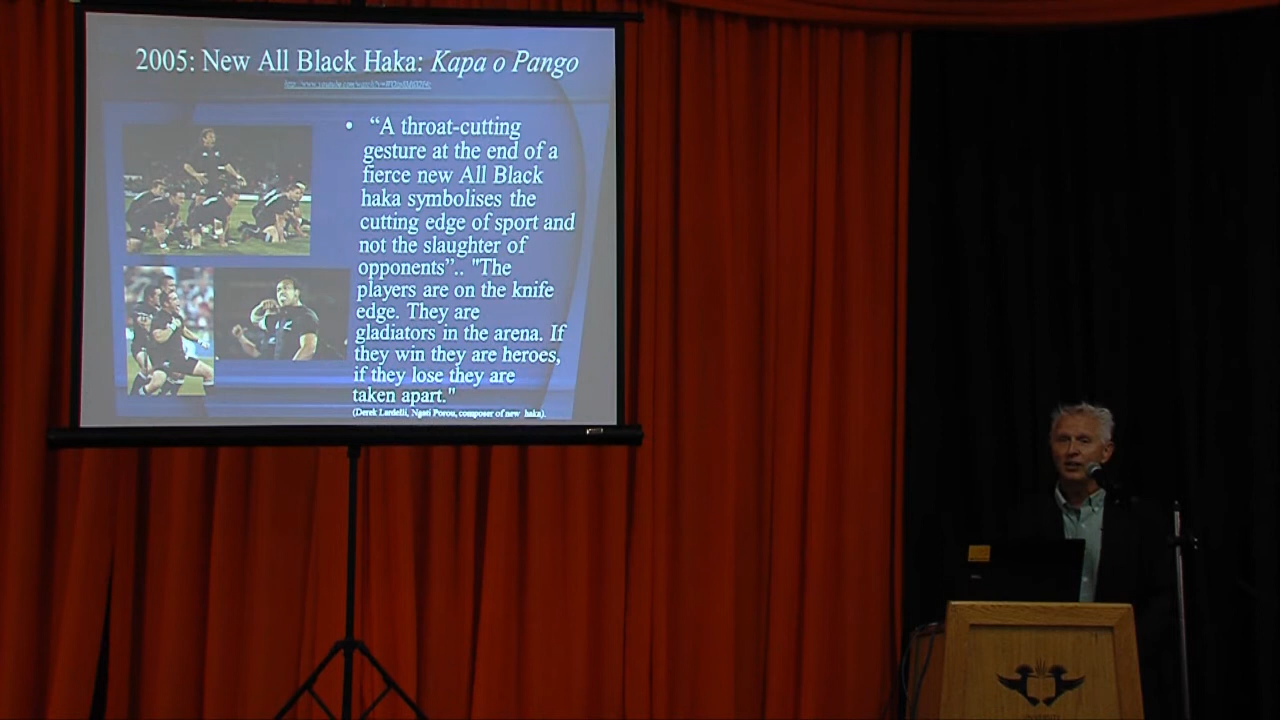 2005: New All Black Haka: Kapa o Pango
• “A throat-cutting
gesture at the end of a
fierce new All Black
haka symbolises the
cutting edge of sport and
not the slaughter of
opponents”.. "The
players are on the knife
edge. They are
gladiators in the arena. If
they win they are heroes,
if they lose they are
taken apart."
(Derek Lardelli, Ngati Porou, composer of new haka).